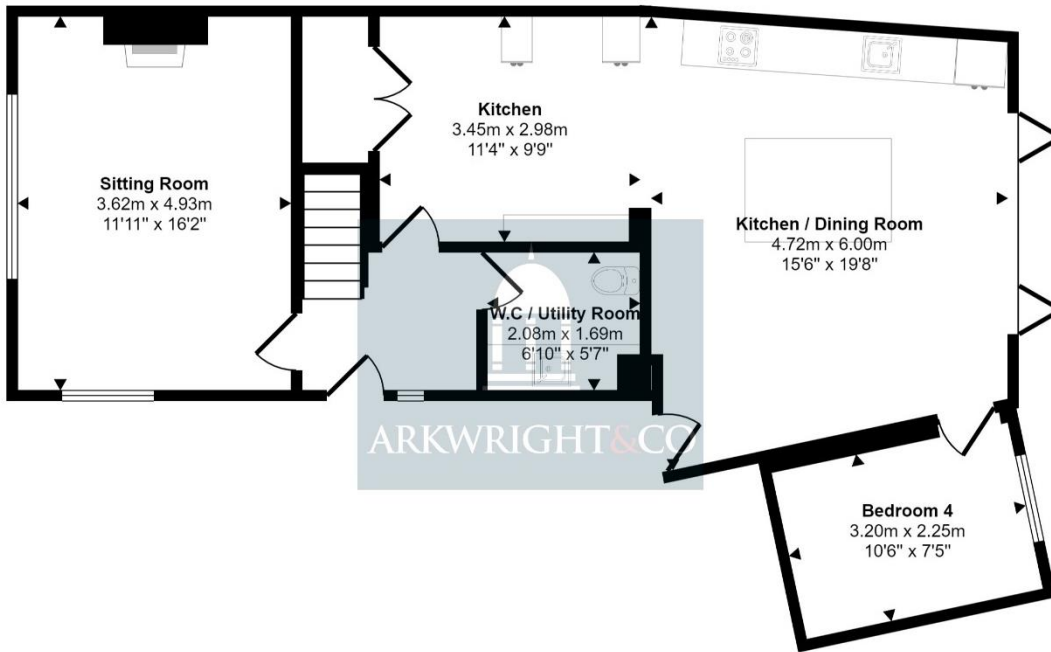 Sitting Room
3.62m x 4.93m
11'11" x 16'2"
Kitchen
3.45m x 2.98m
11'4" x 9'9"
Kitchen / Dining Room
4.72m x 6.00m
15'6" x 19'8"
W.C / Utility Room
2.08m x 1.69m
6'10" x 5'7"
ARKWRIGHT&CO
Bedroom 4
3.20m x 2.25m
10'6" x 7'5"